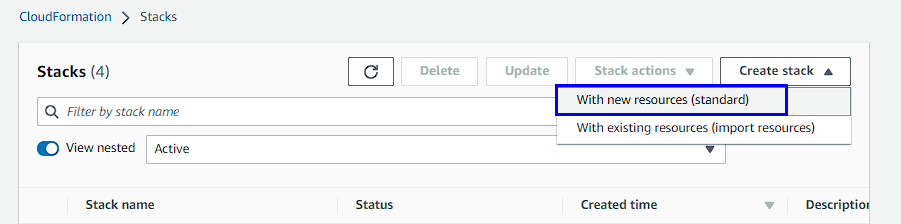 CloudFormation > Stacks
Stacks (4)
Delete
Update
Stack actions
Create stack
With new resources (standard)
With existing resources (import resources)
Filter by stack name
View nested
Active
Stack name
Status
Created time
Description